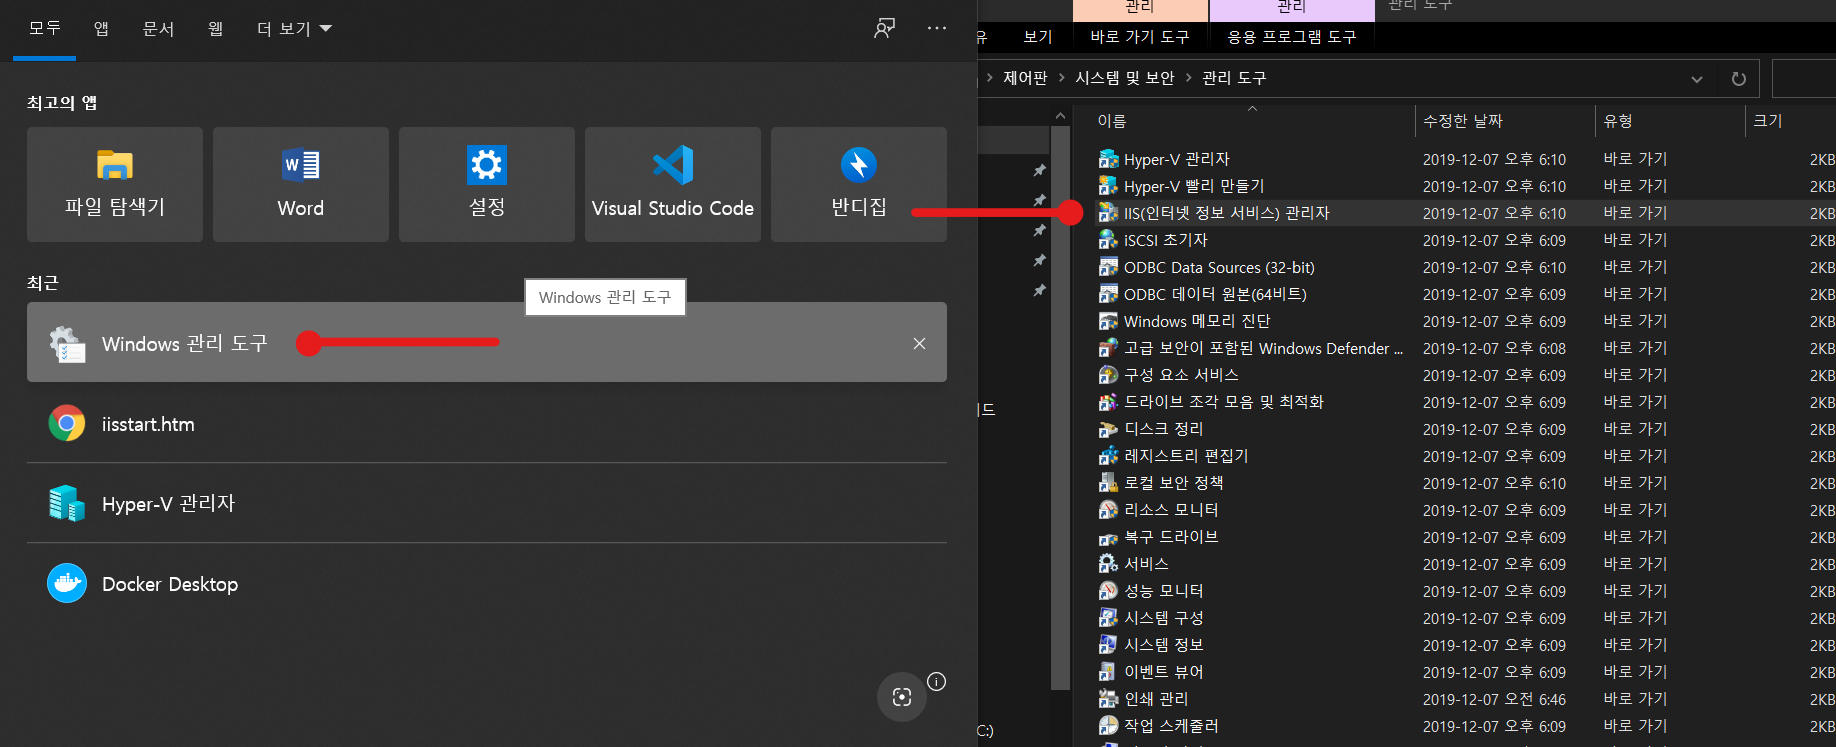 모두 앱 문서 웹 더 보기
최고의 앱
파일 탐색기
Word
설정
Visual Studio Code
반디집
최근
Windows 관리 도구
Windows 관리 도구
iisstart.htm
Hyper-V 관리자
Docker Desktop
관리 관리 관리 도구
유 보기 바로 가기 도구 응용 프로그램 도구
제어판 > 시스템 및 보안 > 관리 도구
이름 수정한 날짜 유형 크기
Hyper-V 관리자 2019-12-07 오후 6:10 바로 가기 2KB
Hyper-V 빨리 만들기 2019-12-07 오후 6:10 바로 가기 2KB
IIS(인터넷 정보 서비스) 관리자 2019-12-07 오후 6:10 바로 가기 2KB
iSCSI 초기자 2019-12-07 오후 6:09 바로 가기 2KB
ODBC Data Sources (32-bit) 2019-12-07 오후 6:10 바로 가기 2KB
ODBC 데이터 원본(64비트) 2019-12-07 오후 6:09 바로 가기 2KB
Windows 메모리 진단 2019-12-07 오후 6:09 바로 가기 2KB
고급 보안이 포함된 Windows Defender ... 2019-12-07 오후 6:08 바로 가기 2KB
구성 요소 서비스 2019-12-07 오후 6:09 바로 가기 2KB
드라이브 조각 모음 및 최적화 2019-12-07 오후 6:09 바로 가기 2KB
디스크 정리 2019-12-07 오후 6:09 바로 가기 2KB
레지스트리 편집기 2019-12-07 오후 6:09 바로 가기 2KB
로컬 보안 정책 2019-12-07 오후 6:10 바로 가기 2KB
리소스 모니터 2019-12-07 오후 6:09 바로 가기 2KB
복구 드라이브 2019-12-07 오후 6:09 바로 가기 2KB
서비스 2019-12-07 오후 6:09 바로 가기 2KB
성능 모니터 2019-12-07 오후 6:09 바로 가기 2KB
시스템 구성 2019-12-07 오후 6:09 바로 가기 2KB
시스템 정보 2019-12-07 오후 6:09 바로 가기 2KB
이벤트 뷰어 2019-12-07 오후 6:09 바로 가기 2KB
인쇄 관리 2019-12-07 오전 6:46 바로 가기 2KB
작업 스케줄러 2019-12-07 오후 6:09 바로 가기 2KB
이드
C:)